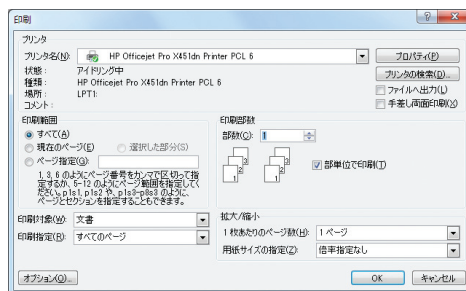 印刷
プリンタ
プリンタ名(N): HP Officejet Pro X451dn Printer PCL 6 プロパティ(P)
状態: アイドリング中 プリンタの検索(D)...
種類: HP Officejet Pro X451dn Printer PCL 6
場所: LPT1: ファイルへ出力(L)
コメント: 手差し両面印刷(X)
印刷範囲
すべて(A)
現在のページ(E) 選択した部分(S)
ページ指定(G):
1, 3, 6 のようにページ番号をカンマで区切って指
定するか、5-12 のようにページ範囲を指定してく
ださい。p1s1, p1s2 や、p1s3-p8s3 のように、
ページとセクションを指定することもできます。
印刷部数
部数(C): 1
部単位で印刷(T)
印刷対象(W): 文書
印刷指定(R): すべてのページ
拡大/縮小
1 枚あたりのページ数(H): 1 ページ
用紙サイズの指定(Z): 倍率指定なし
オプション(O)... OK キャンセル